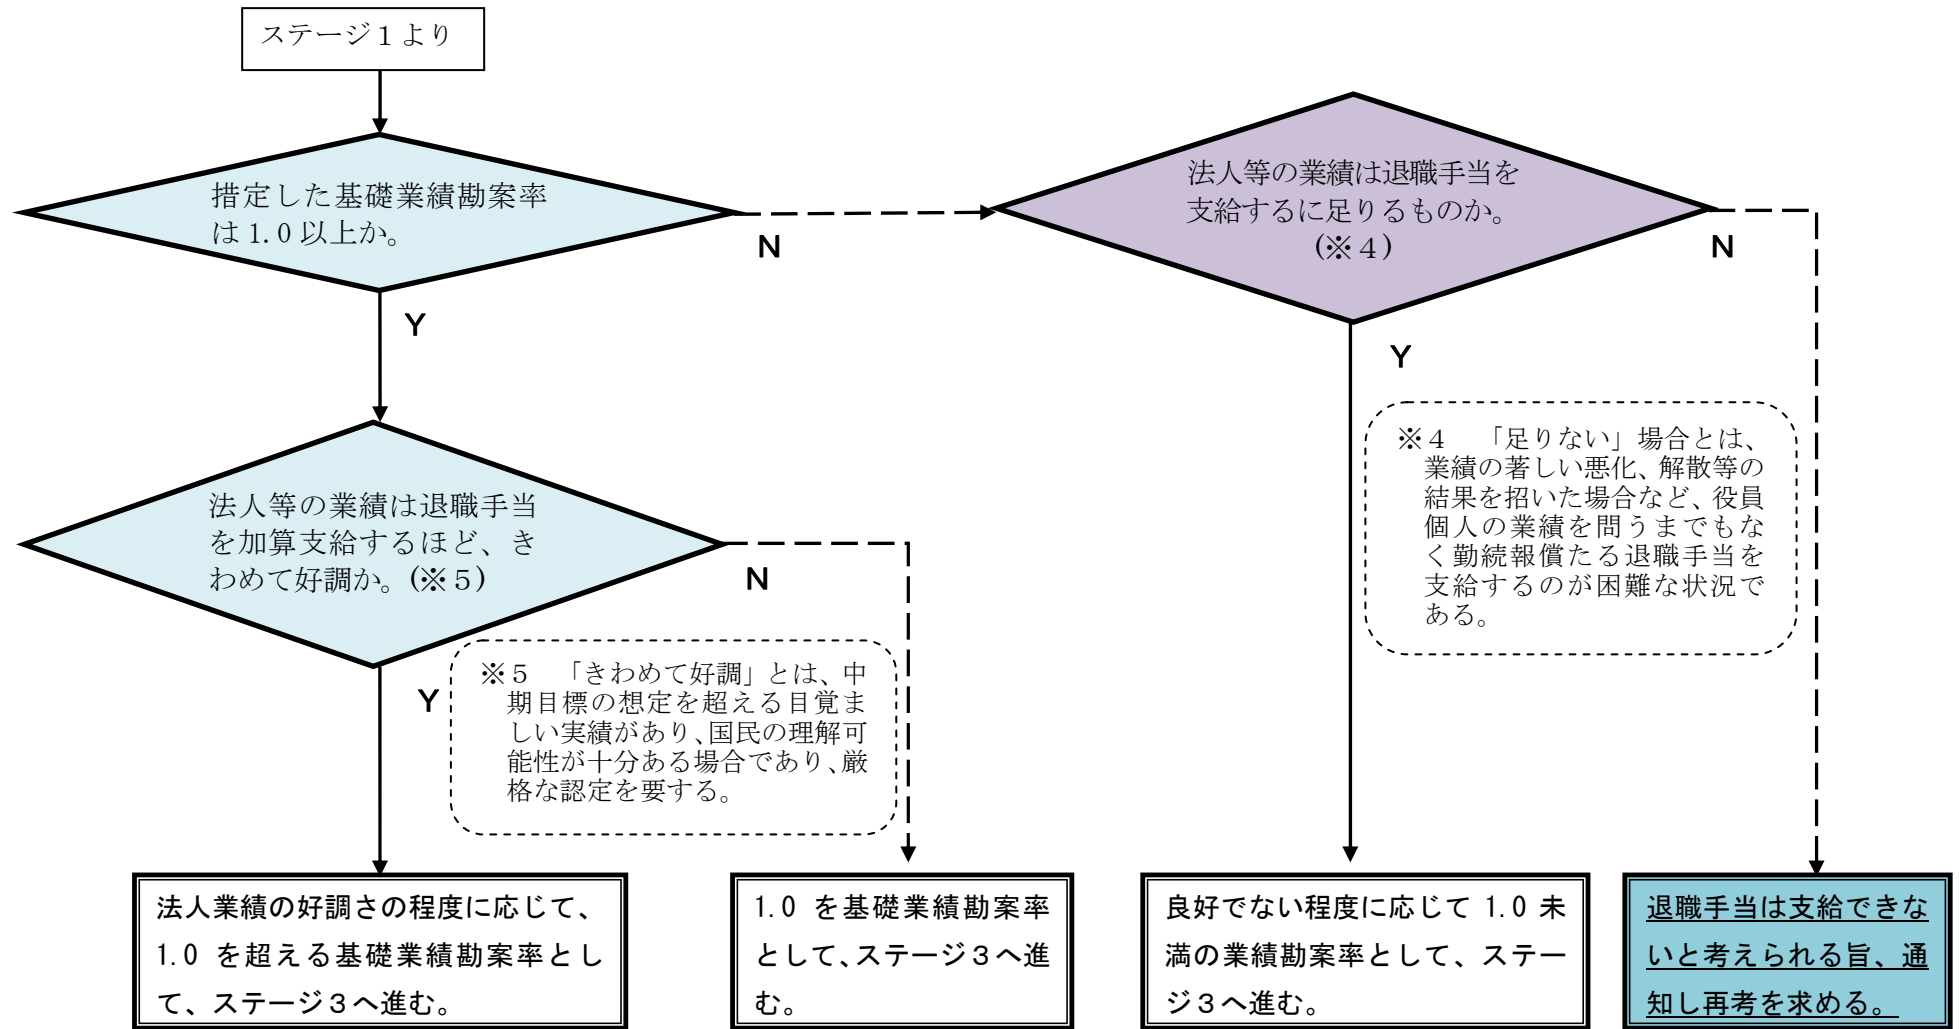 ステージ１より
措定した基礎業績勘案率
は 1.0 以上か。
N
Y
法人等の業績は退職手当を
支給するに足りるものか。
(※４)
N
Y
※４　「足りない」場合とは、
業績の著しい悪化、解散等の
結果を招いた場合など、役員
個人の業績を問うまでもな
く勤続報償たる退職手当を
支給するのが困難な状況で
ある。
法人等の業績は退職手当
を加算支給するほど、き
わめて好調か。(※５)
N
Y
※５　「きわめて好調」とは、中
期目標の想定を超える目覚ま
しい実績があり、国民の理解可
能性が十分ある場合であり、厳
格な認定を要する。
法人業績の好調さの程度に応じて、
1.0 を超える基礎業績勘案率とし
て、ステージ３へ進む。
1.0 を基礎業績勘案率
として、ステージ３へ進
む。
良好でない程度に応じて 1.0 未
満の業績勘案率として、ステー
ジ３へ進む。
退職手当は支給できな
いと考えられる旨、通
知し再考を求める。